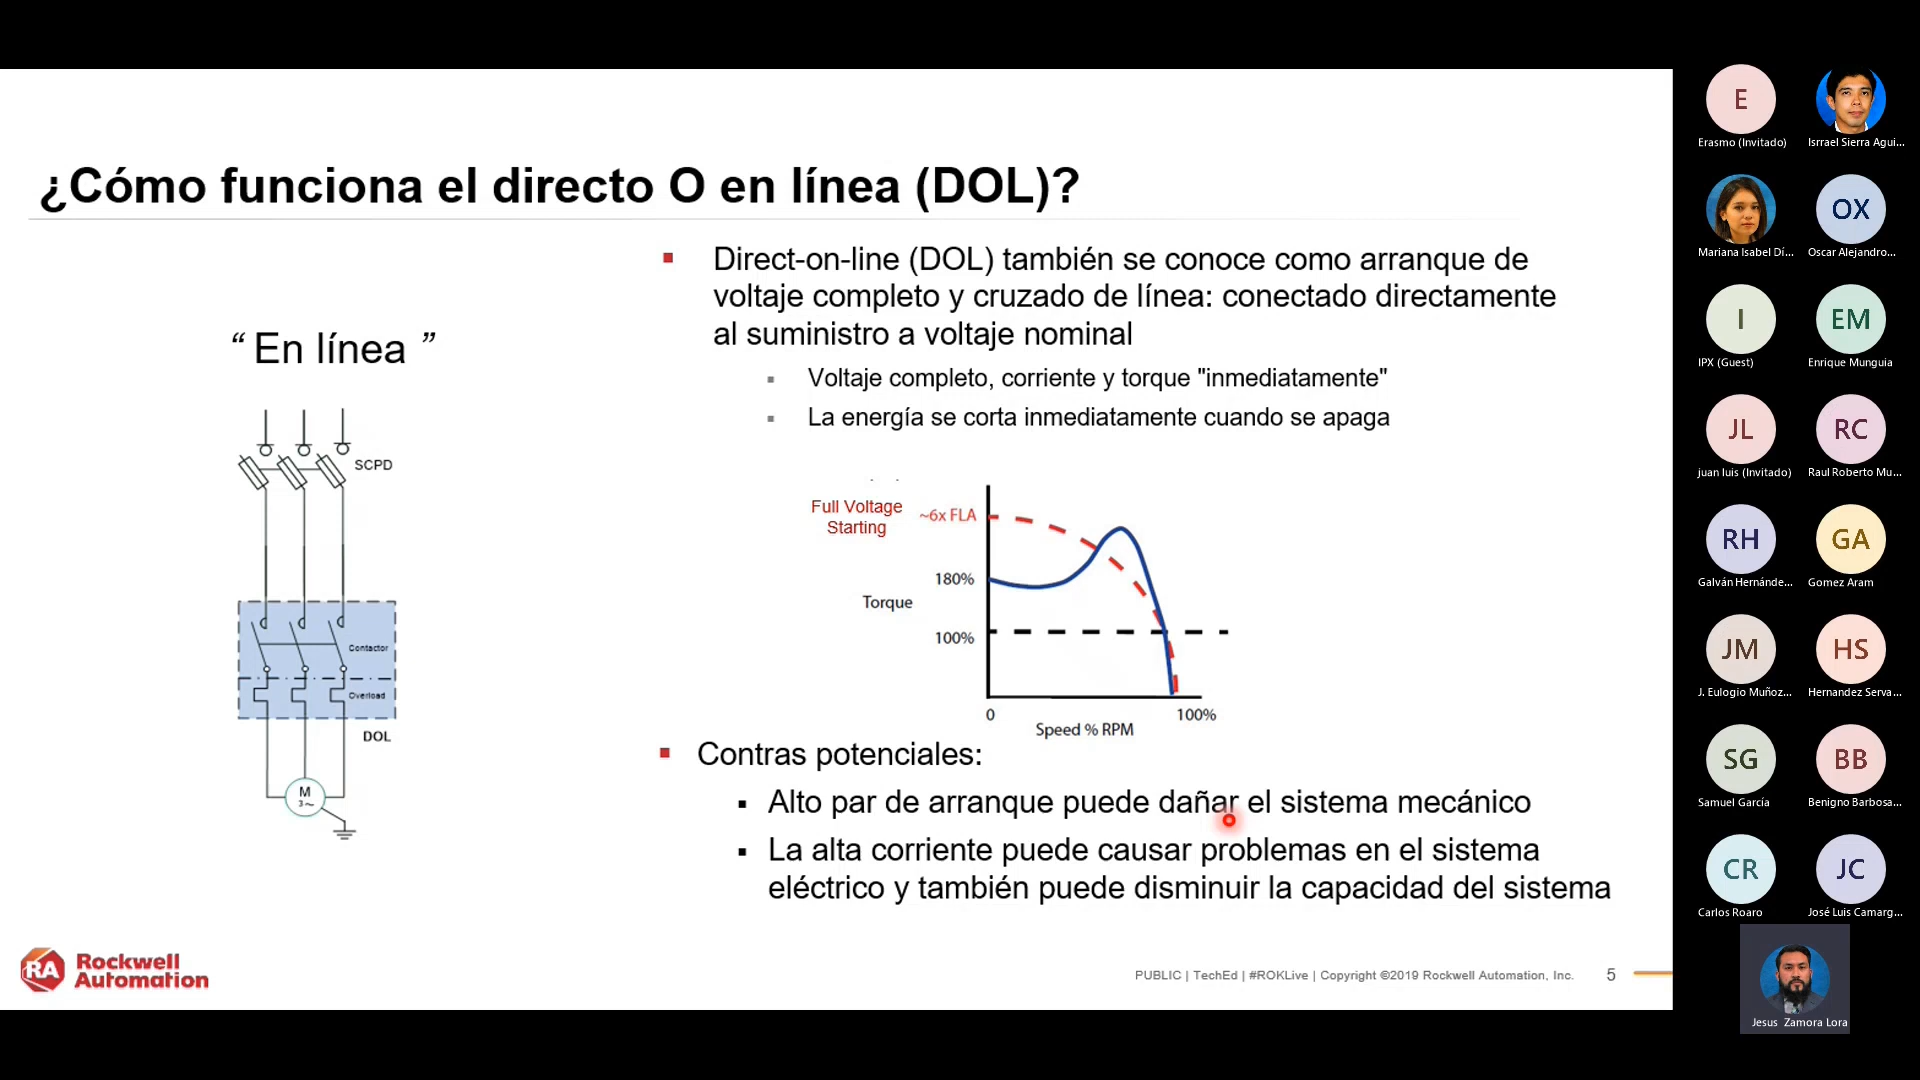 ¿Cómo funciona el directo O en línea (DOL)?
“ En línea ”
SCPD
Contactor
Overload
DOL
M
3~
Direct-on-line (DOL) también se conoce como arranque de
voltaje completo y cruzado de línea: conectado directamente
al suministro a voltaje nominal
Voltaje completo, corriente y torque "inmediatamente"
La energía se corta inmediatamente cuando se apaga
Full Voltage
Starting
~6x FLA
180%
Torque
100%
0
100%
Speed % RPM
Contras potenciales:
Alto par de arranque puede dañar el sistema mecánico
La alta corriente puede causar problemas en el sistema
eléctrico y también puede disminuir la capacidad del sistema
RA
Rockwell
Automation
PUBLIC | TechEd | #ROKLive | Copyright ©2019 Rockwell Automation, Inc.
5
E
Erasmo (Invitado)
Isrrael Sierra Agui...
Mariana Isabel Dí...
OX
Oscar Alejandro...
I
IPX (Guest)
EM
Enrique Munguia
JL
juan luis (Invitado)
RC
Raul Roberto Mu...
RH
Galván Hernánde...
GA
Gomez Aram
JM
J. Eulogio Muñoz...
HS
Hernandez Serva...
SG
Samuel García
BB
Benigno Barbosa...
CR
Carlos Roaro
JC
José Luis Camarg...
Jesus Zamora Lora